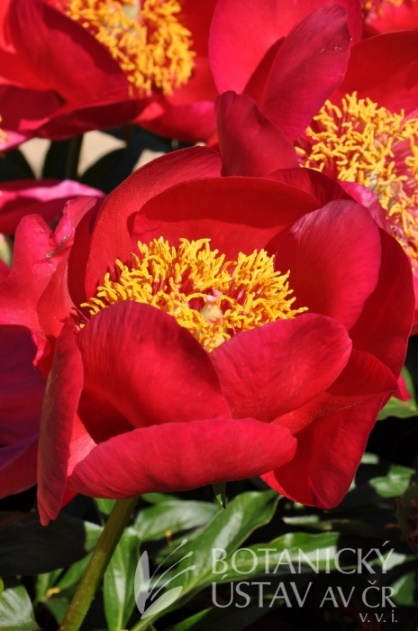 BOTANICKÝ
ÚSTAV AV ČR
v. v. i.